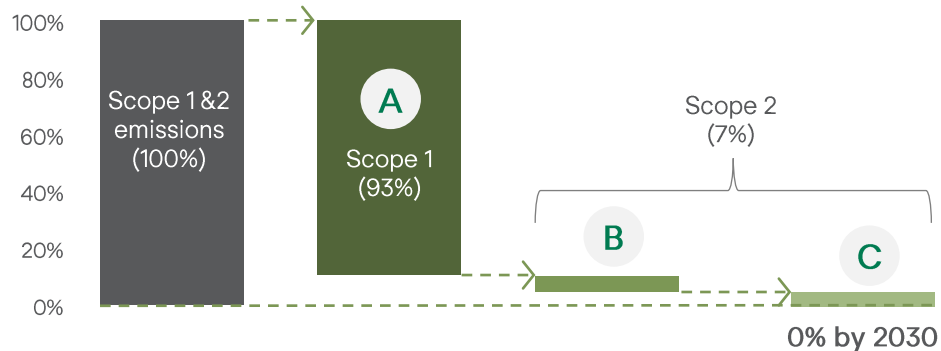 100%
80%
60%
40%
20%
0%
Scope 1 &2
emissions
(100%)
A
Scope 1
(93%)
Scope 2
(7%)
B
C
0% by 2030